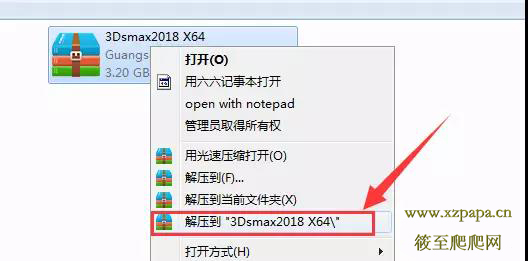 3Dsmax2018 X64
Guangs
3.20 GB
打开(O)
用六六记事本打开
open with notepad
管理员取得所有权
用光速压缩打开(O)
解压到(F)...
解压到当前文件夹(X)
解压到 "3Dsmax2018 X64\"
打开方式(H)
www.xzpapa.cn
筱至爬爬网